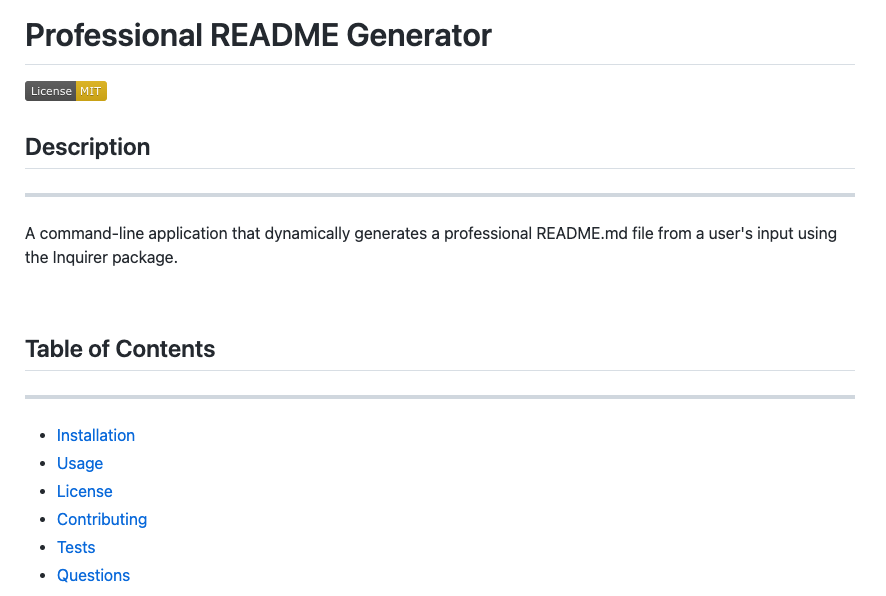 Professional README Generator
License MIT
Description
A command-line application that dynamically generates a professional README.md file from a user's input using
the Inquirer package.
Table of Contents
Installation
Usage
License
Contributing
Tests
Questions